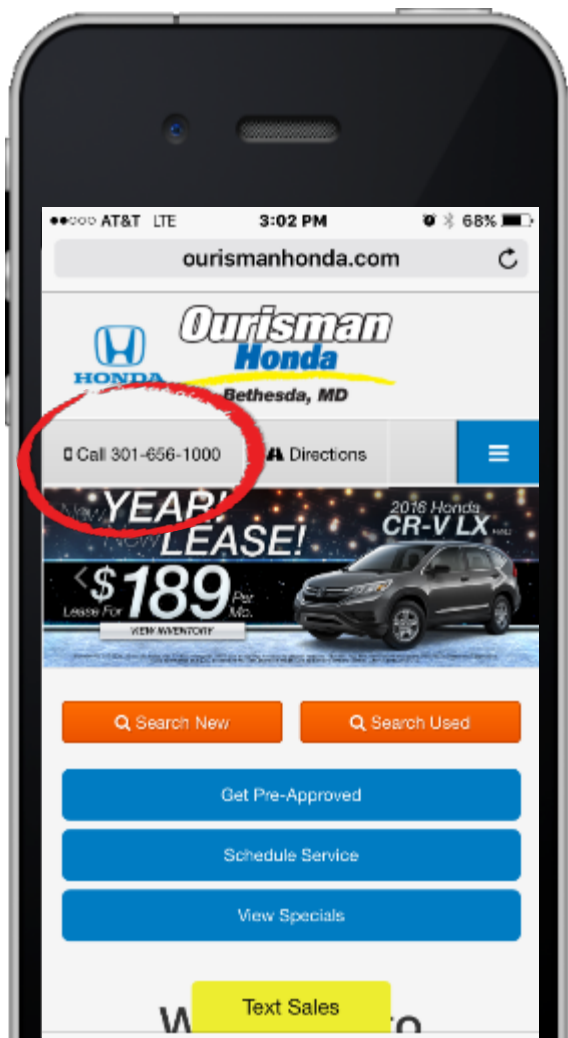 AT&T LTE 3:02 PM 68%
ourismanhonda.com
Ourisman
Honda
HONDA
Bethesda, MD
Call 301-656-1000 Directions
New YEAR!
New LEASE!
2016 Honda
CR-V LX
$189 Per Mo.
Lease For
VIEW INVENTORY
Search New Search Used
Get Pre-Approved
Schedule Service
View Specials
Text Sales